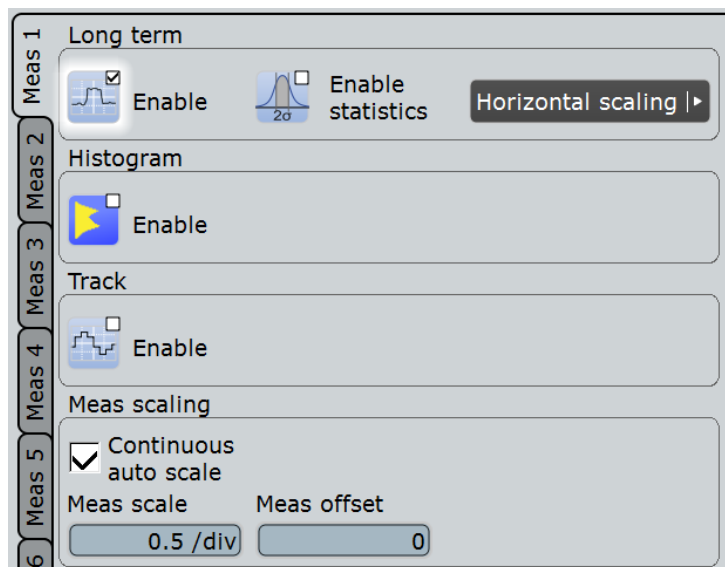 Meas 1
Meas 2
Meas 3
Meas 4
Meas 5
6
Long term
Enable
2σ
Enable
statistics
Horizontal scaling
Histogram
Enable
Track
Enable
Meas scaling
Continuous
auto scale
Meas scale
Meas offset
0.5 /div
0